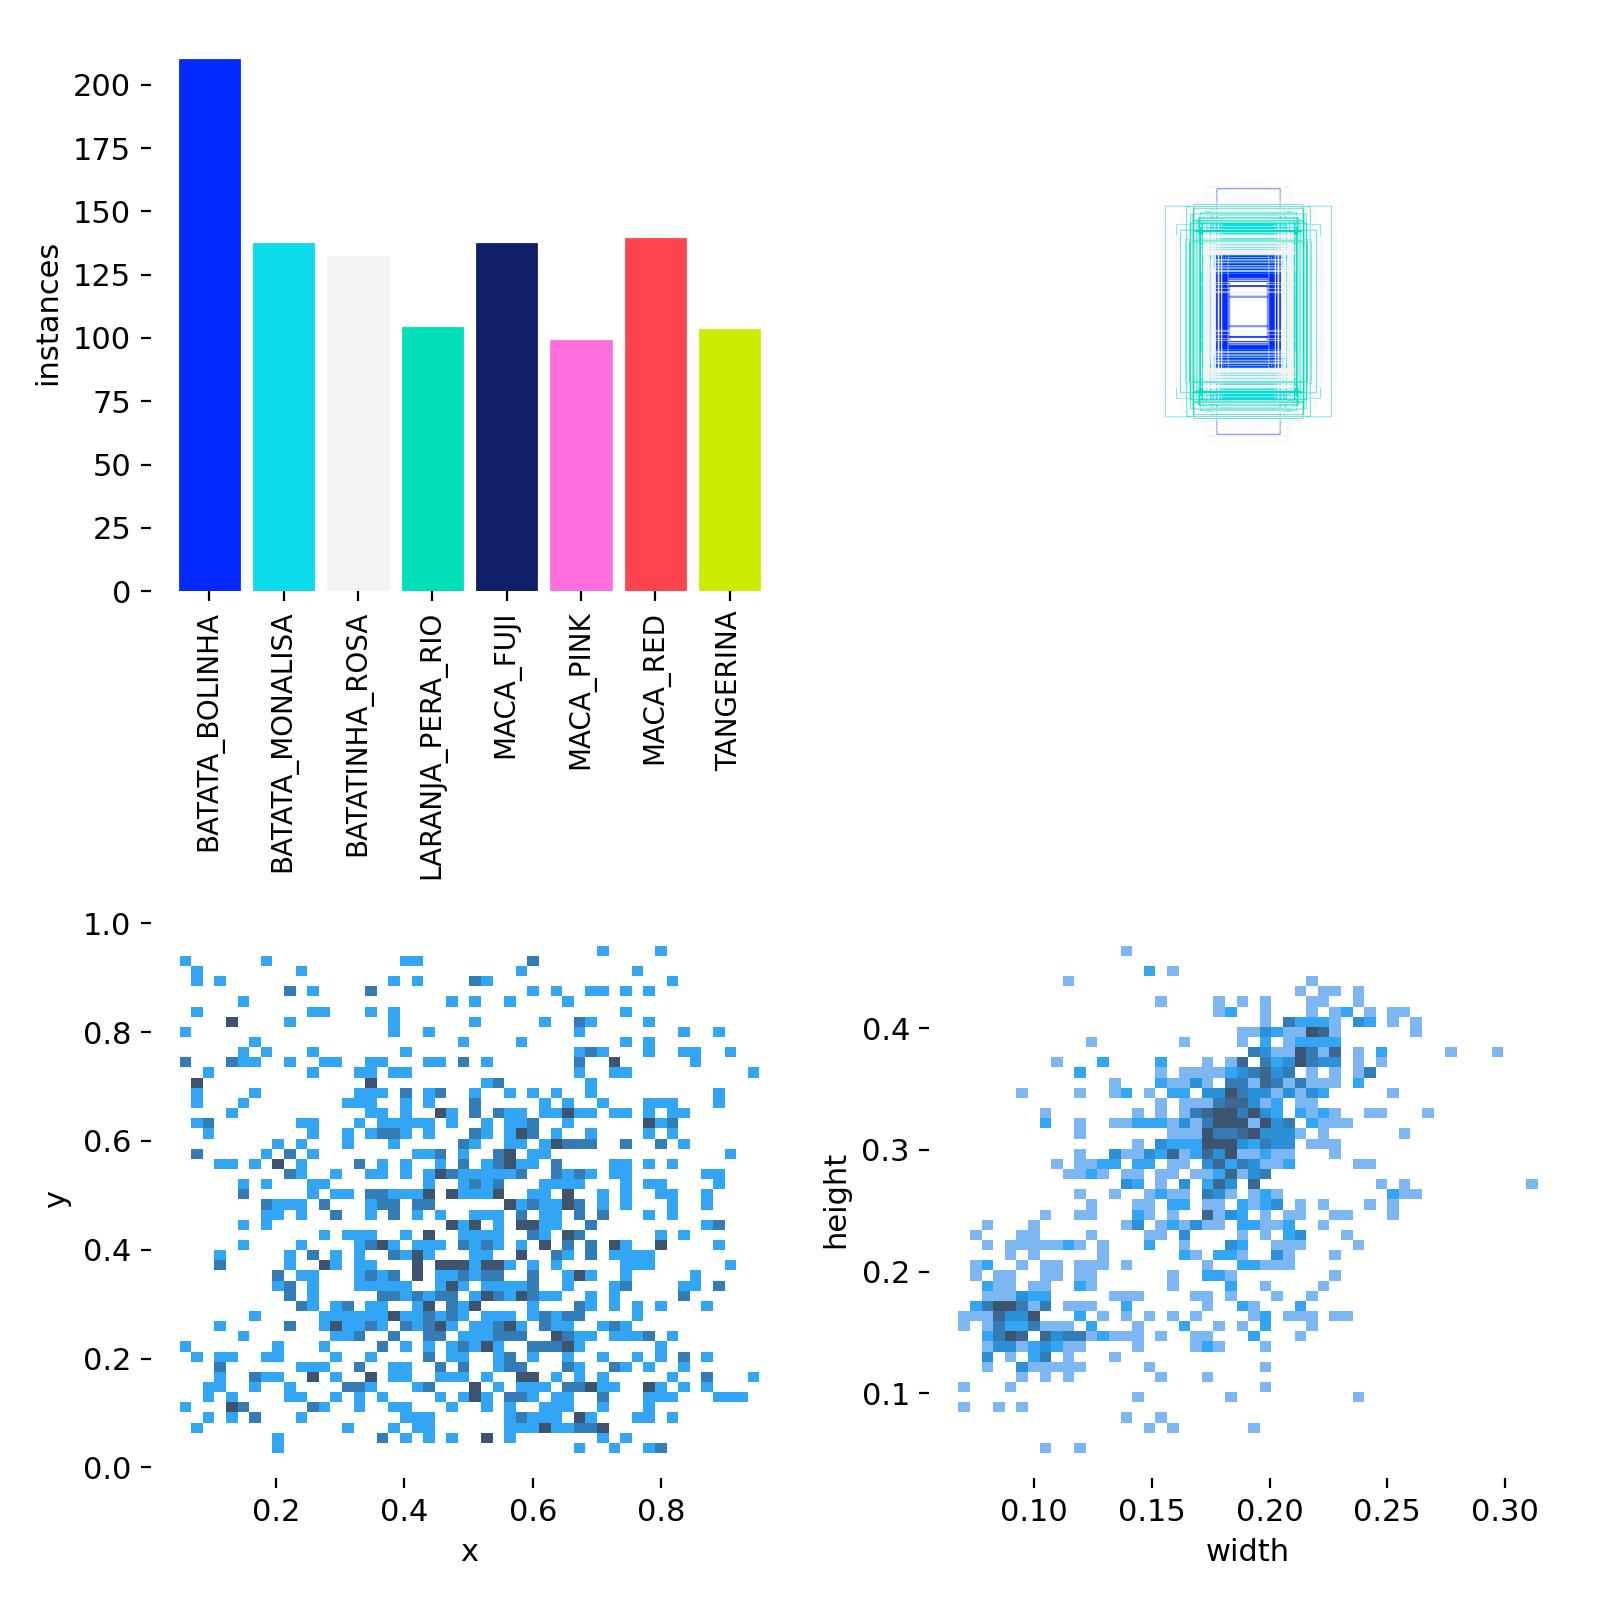 200
175
150
125
100
75
50
25
0
instances
BATATA_BOLINHA
BATATA_MONALISA
BATATINHA_ROSA
LARANJA_PERA_RIO
MACA_FUJI
MACA_PINK
MACA_RED
TANGERINA
1.0
0.8
0.6
0.4
0.2
0.0
y
0.2 0.4 0.6 0.8
x
0.4
0.3
0.2
0.1
height
0.10 0.15 0.20 0.25 0.30
width